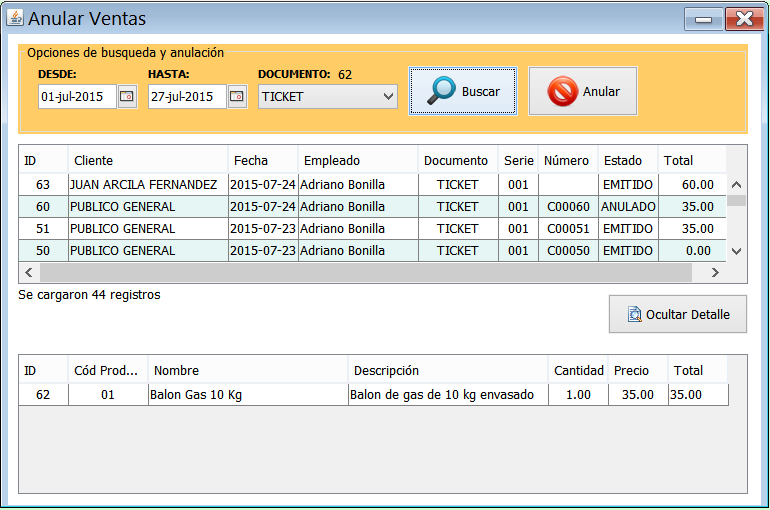 Anular Ventas
Opciones de busqueda y anulación
DESDE: HASTA: DOCUMENTO: 62
01-jul-2015 27-jul-2015 TICKET Buscar Anular
ID Cliente Fecha Empleado Documento Serie Número Estado Total
63 JUAN ARCILA FERNANDEZ 2015-07-24 Adriano Bonilla TICKET 001 EMITIDO 60.00
60 PUBLICO GENERAL 2015-07-24 Adriano Bonilla TICKET 001 C00060 ANULADO 35.00
51 PUBLICO GENERAL 2015-07-23 Adriano Bonilla TICKET 001 C00051 EMITIDO 35.00
50 PUBLICO GENERAL 2015-07-23 Adriano Bonilla TICKET 001 C00050 EMITIDO 0.00
Se cargaron 44 registros
Ocultar Detalle
ID Cód Prod... Nombre Descripción Cantidad Precio Total
62 01 Balon Gas 10 Kg Balon de gas de 10 kg envasado 1.00 35.00 35.00